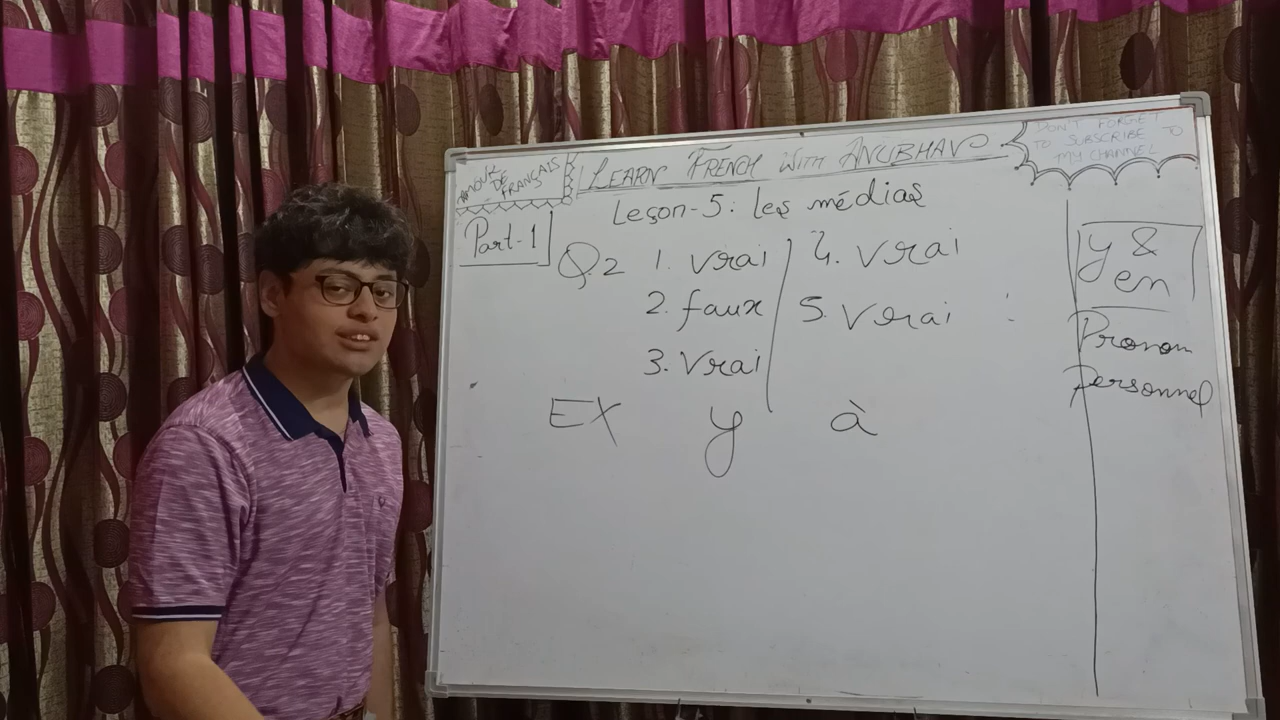 AMOUR
DE
FRANÇAIS
LEARN FRENCH WITH ANUBHAV
DON'T FORGET
TO SUBSCRIBE TO
MY CHANNEL
Leçon-5: les médias
Part-1
Q.2 1. vrai 4. vrai
2. faux 5. vrai
3. vrai
EX y à
y &
en
Pronom
personnel